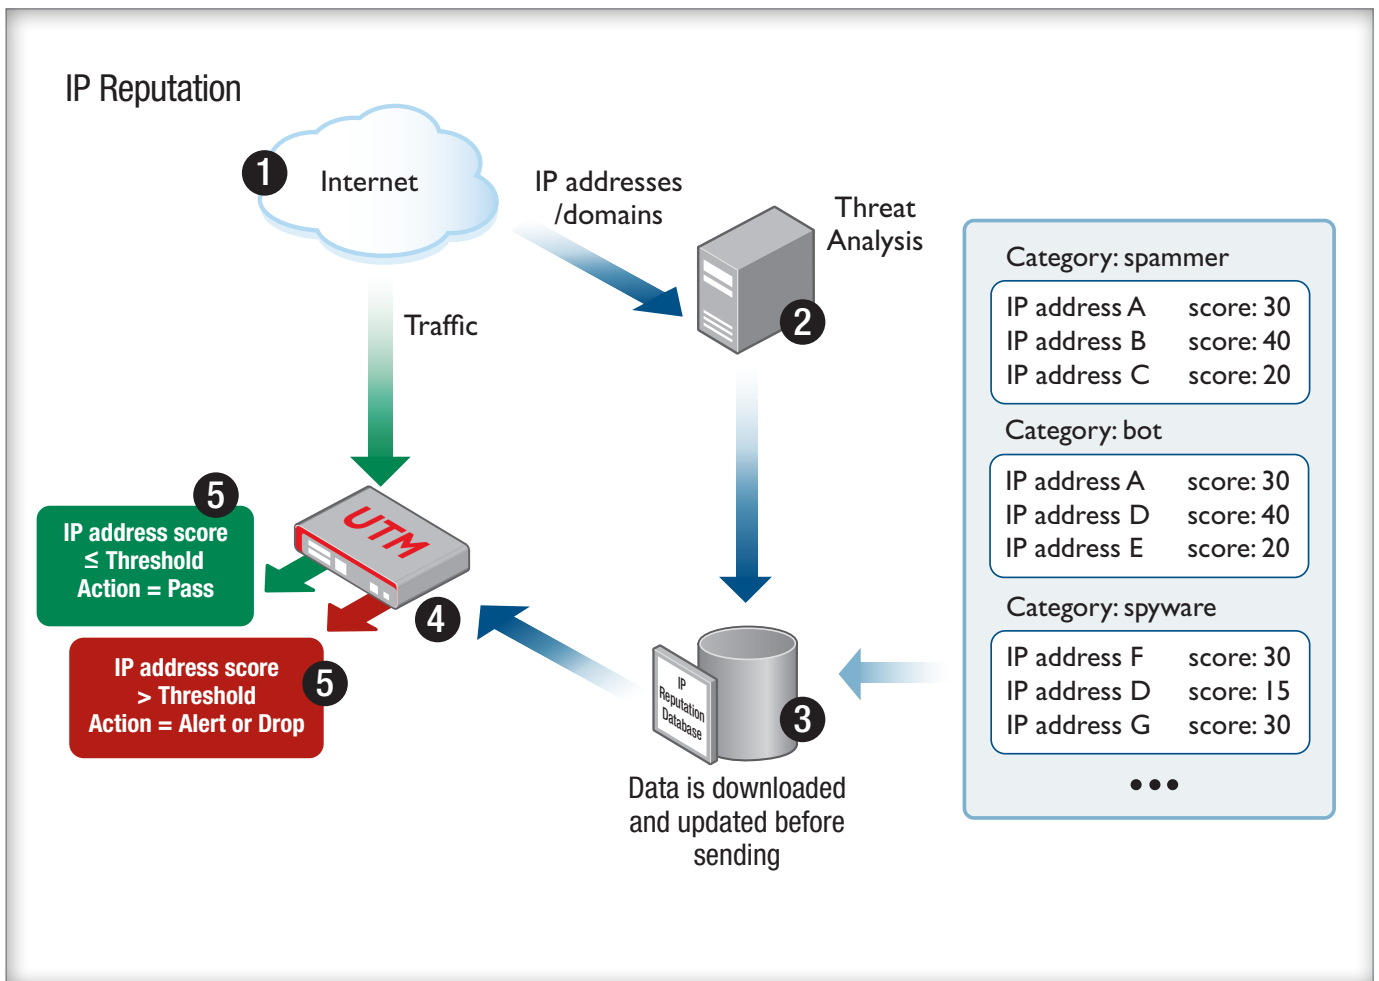 IP Reputation
1
Internet
IP addresses
/domains
Threat
Analysis
2
Traffic
Category: spammer
IP address A score: 30
IP address B score: 40
IP address C score: 20
Category: bot
IP address A score: 30
IP address D score: 40
IP address E score: 20
Category: spyware
IP address F score: 30
IP address D score: 15
IP address G score: 30
•••
5
IP address score
≤ Threshold
Action = Pass
UTM
4
IP address score
> Threshold
Action = Alert or Drop
5
IP
Reputation
Database
3
Data is downloaded
and updated before
sending